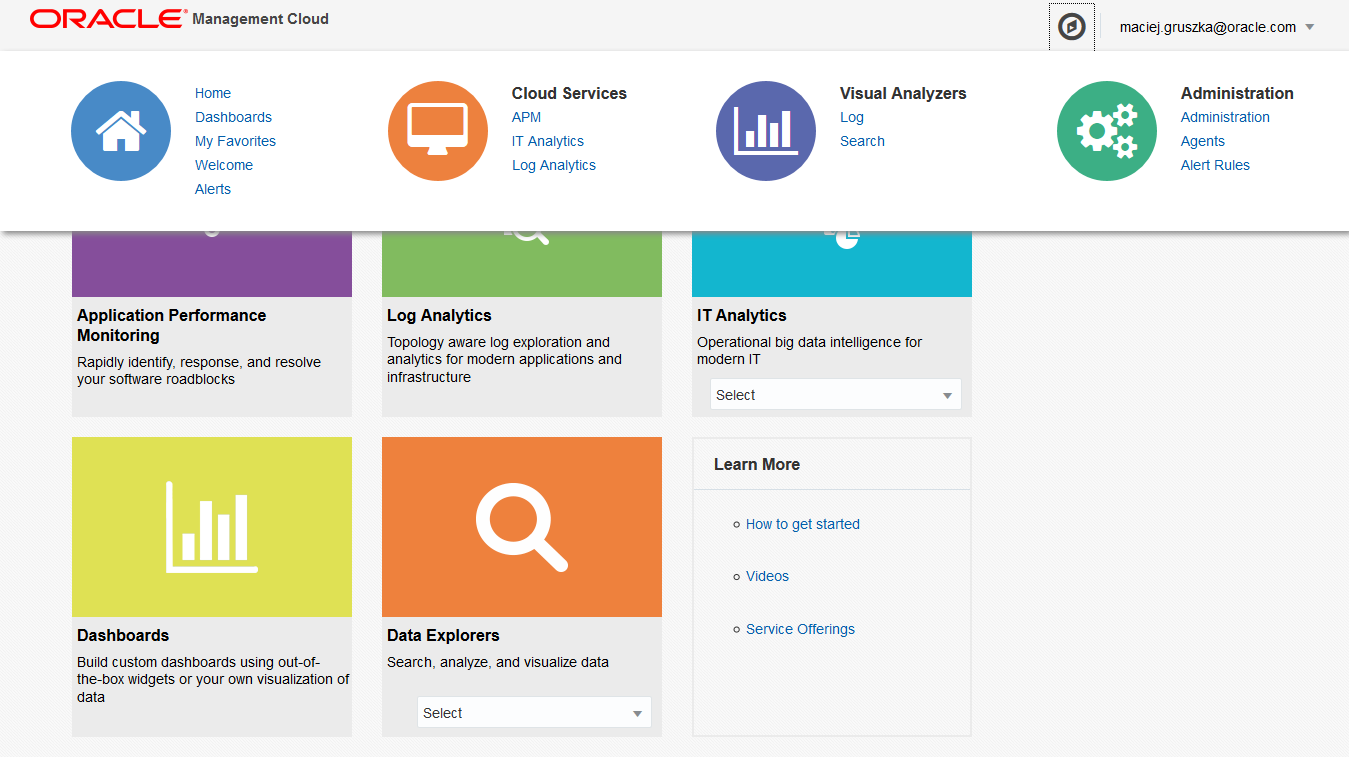 ORACLE® Management Cloud
maciej.gruszka@oracle.com
Home
Dashboards
My Favorites
Welcome
Alerts
Cloud Services
APM
IT Analytics
Log Analytics
Visual Analyzers
Log
Search
Administration
Administration
Agents
Alert Rules
Application Performance
Monitoring
Rapidly identify, response, and resolve
your software roadblocks
Log Analytics
Topology aware log exploration and
analytics for modern applications and
infrastructure
IT Analytics
Operational big data intelligence for
modern IT
Select
Dashboards
Build custom dashboards using out-of-
the-box widgets or your own visualization of
data
Data Explorers
Search, analyze, and visualize data
Select
Learn More
How to get started
Videos
Service Offerings